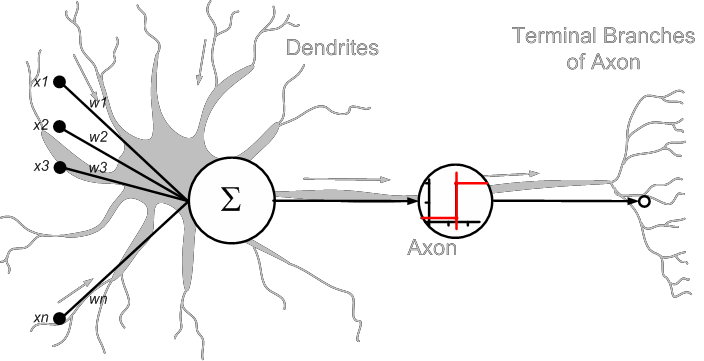 Dendrites
Terminal Branches
of Axon
x1
w1
x2
w2
x3
w3
Σ
Axon
wn
xn